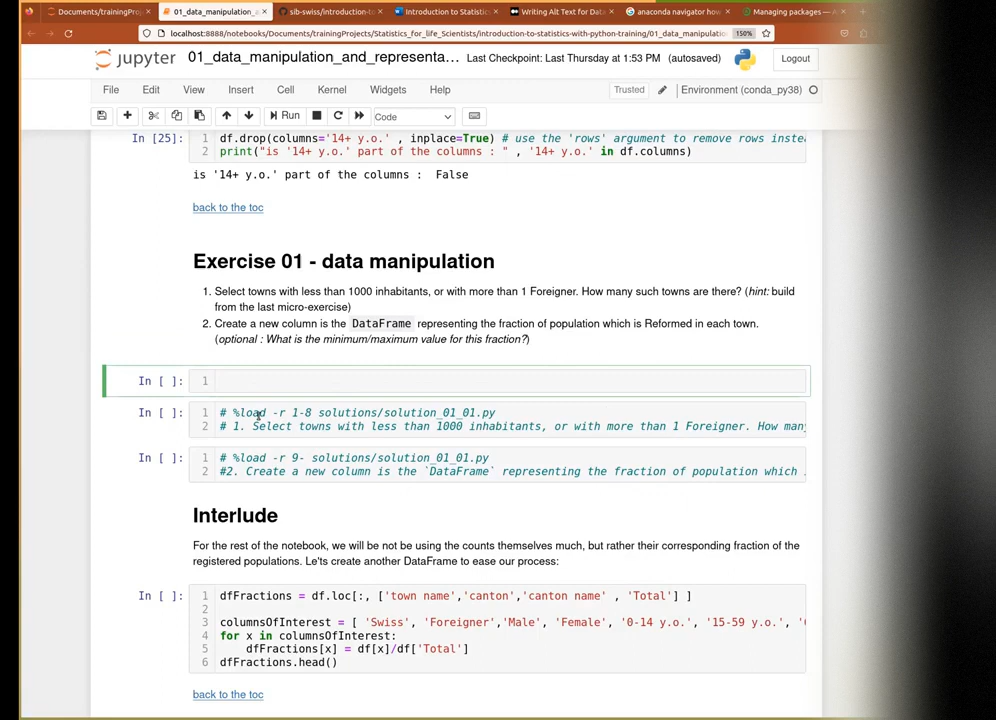 Documents/trainingProj
01_data_manipulation_a
sib-swiss/introduction-to
Introduction to Statistic
Writing Alt Text for Data
anaconda navigator how
Managing packages — A
localhost:8888/notebooks/Documents/trainingProjects/Statistics_for_life_Scientists/introduction-to-statistics-with-python-training/01_data_manipulatio
150%
jupyter 01_data_manipulation_and_representa... Last Checkpoint: Last Thursday at 1:53 PM (autosaved) Logout
File Edit View Insert Cell Kernel Widgets Help Trusted Environment (conda_py38)
Run Code
In [25]: 1 df.drop(columns='14+ y.o.' , inplace=True) # use the 'rows' argument to remove rows inste
2 print("is '14+ y.o.' part of the columns : " , '14+ y.o.' in df.columns)
is '14+ y.o.' part of the columns :  False
back to the toc
Exercise 01 - data manipulation
1. Select towns with less than 1000 inhabitants, or with more than 1 Foreigner. How many such towns are there? (hint: build
from the last micro-exercise)
2. Create a new column is the DataFrame representing the fraction of population which is Reformed in each town.
(optional : What is the minimum/maximum value for this fraction?)
In [ ]: 1
In [ ]: 1 # %load -r 1-8 solutions/solution_01_01.py
2 # 1. Select towns with less than 1000 inhabitants, or with more than 1 Foreigner. How man
In [ ]: 1 # %load -r 9- solutions/solution_01_01.py
2 #2. Create a new column is the `DataFrame` representing the fraction of population which
Interlude
For the rest of the notebook, we will be not be using the counts themselves much, but rather their corresponding fraction of the
registered populations. Le'ts create another DataFrame to ease our process:
In [ ]: 1 dfFractions = df.loc[:, ['town name','canton','canton name' , 'Total'] ]
2
3 columnsOfInterest = [ 'Swiss', 'Foreigner','Male', 'Female', '0-14 y.o.', '15-59 y.o.',
4 for x in columnsOfInterest:
5 dfFractions[x] = df[x]/df['Total']
6 dfFractions.head()
back to the toc